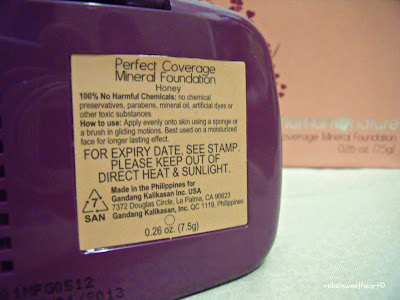 Perfect Coverage
Mineral Foundation
Honey
100% No Harmful Chemicals: no chemical
preservatives, parabens, mineral oil, artificial dyes or
other toxic substances
How to use: Apply evenly onto skin using a sponge or
a brush in gliding motions. Best used on a moisturized
face for longer lasting effect.
FOR EXPIRY DATE, SEE STAMP.
PLEASE KEEP OUT OF
DIRECT HEAT & SUNLIGHT.
7
SAN
Made in the Philippines for
Gandang Kalikasan Inc. USA
7372 Douglas Circle, La Palma, CA 90623
Gandang Kalikasan, Inc. QC 1119, Philippines
0.26 oz. (7.5g)
nature
Coverage Mineral Foundation
0.26 oz. (7.5g)
MFG0512
2013